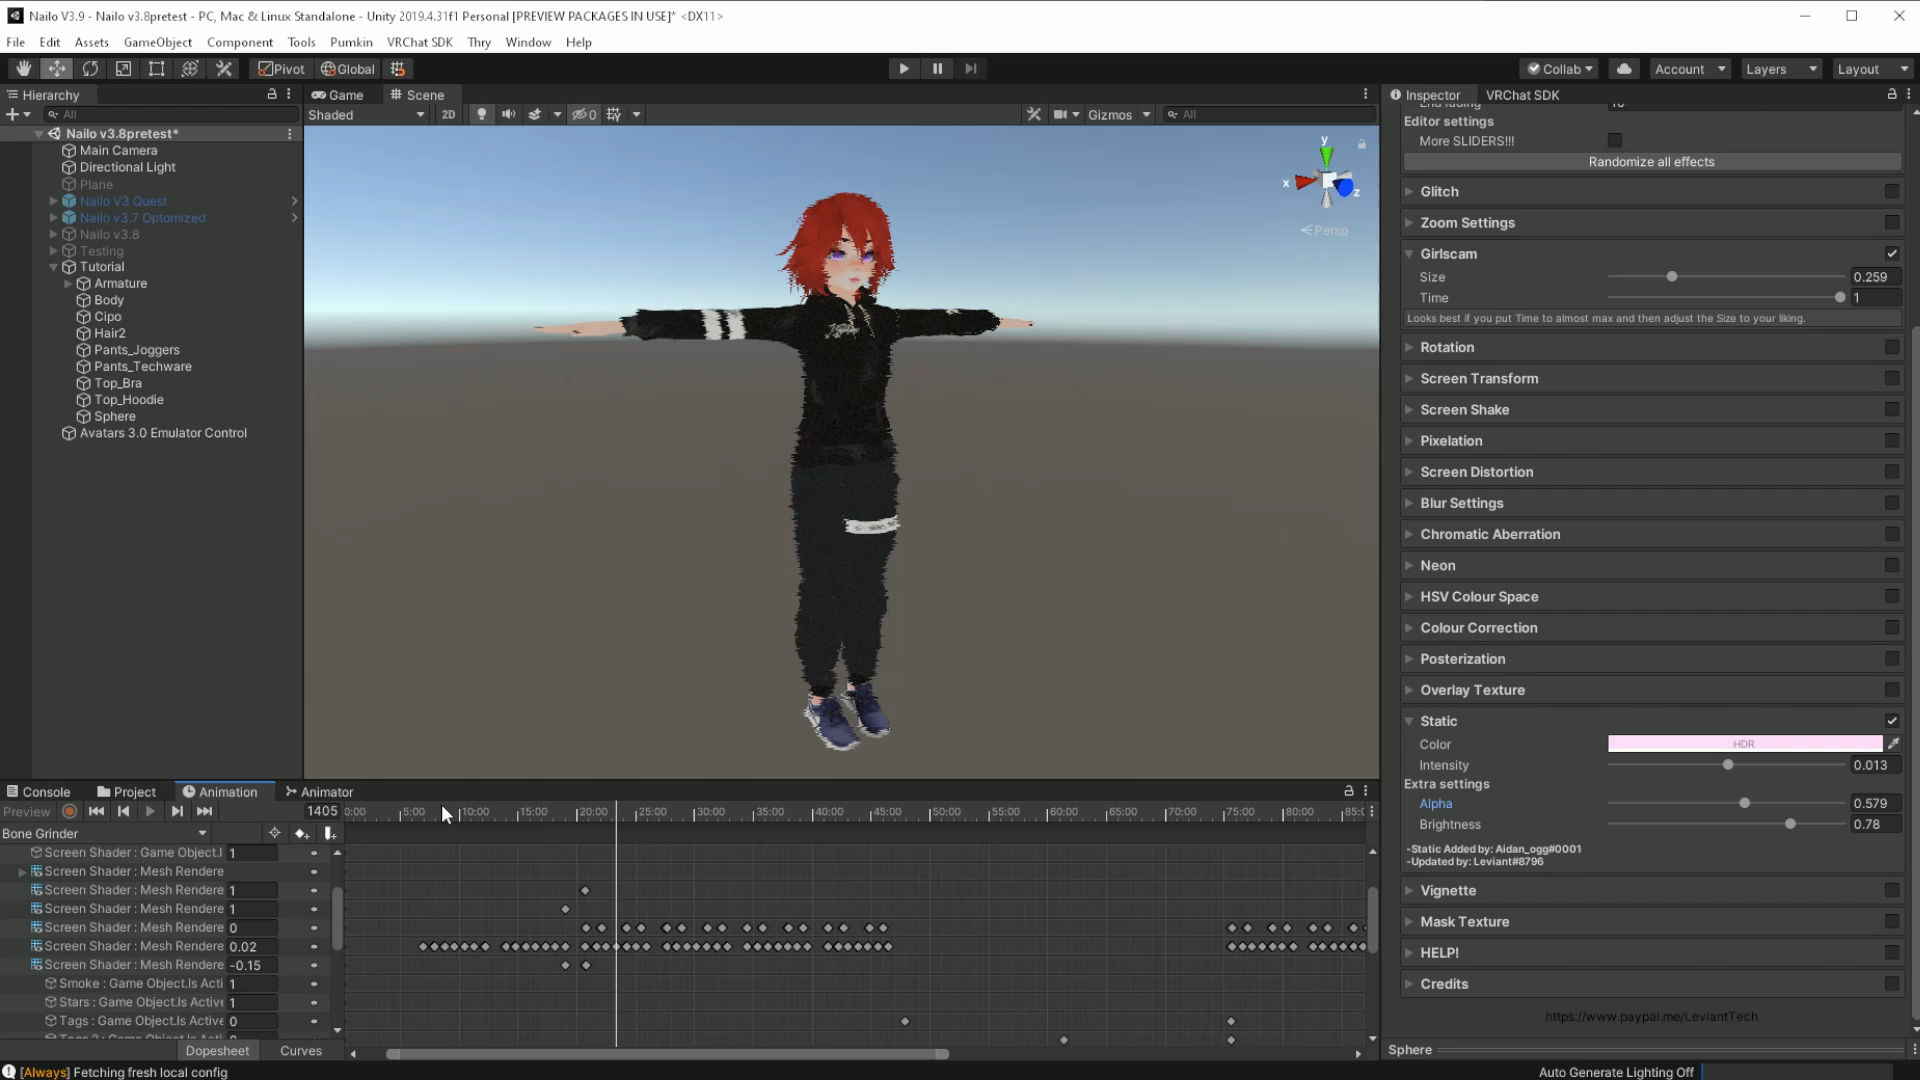 Nailo V3.9 - Nailo v3.8pretest - PC, Mac & Linux Standalone - Unity 2019.4.31f1 Personal [PREVIEW PACKAGES IN USE]* <DX11>
File Edit Assets GameObject Component Tools Pumkin VRChat SDK Thry Window Help
Pivot Global Collab Account Layers Layout
Hierarchy
All
Nailo v3.8pretest*
Main Camera
Directional Light
Plane
Nailo V3 Quest
Nailo v3.7 Optomized
Nailo v3.8
Testing
Tutorial
Armature
Body
Cipo
Hair2
Pants_Joggers
Pants_Techware
Top_Bra
Top_Hoodie
Sphere
Avatars 3.0 Emulator Control
Game Scene
Shaded 2D 0 Gizmos All
y
x z
Persp
Inspector VRChat SDK
End fading 10
Editor settings
More SLIDERS!!!
Randomize all effects
Glitch
Zoom Settings
Girlscam
Size 0.259
Time 1
Looks best if you put Time to almost max and then adjust the Size to your liking.
Rotation
Screen Transform
Screen Shake
Pixelation
Screen Distortion
Blur Settings
Chromatic Aberration
Neon
HSV Colour Space
Colour Correction
Posterization
Overlay Texture
Static
Color HDR
Intensity 0.013
Extra settings
Alpha 0.579
Brightness 0.78
-Static Added by: Aidan_ogg#0001
-Updated by: Leviant#8796
Vignette
Mask Texture
HELP!
Credits
https://www.paypal.me/LeviantTech
Sphere
Console Project Animation Animator
Preview 1405 0:00 5:00 10:00 15:00 20:00 25:00 30:00 35:00 40:00 45:00 50:00 55:00 60:00 65:00 70:00 75:00 80:00 85:0
Bone Grinder
Screen Shader : Game Object.I 1
Screen Shader : Mesh Rendere
Screen Shader : Mesh Rendere 1
Screen Shader : Mesh Rendere 1
Screen Shader : Mesh Rendere 0
Screen Shader : Mesh Rendere 0.02
Screen Shader : Mesh Rendere -0.15
Smoke : Game Object.Is Acti 1
Stars : Game Object.Is Active 1
Tags : Game Object.Is Active 0
Dopesheet Curves
[Always] Fetching fresh local config
Auto Generate Lighting Off